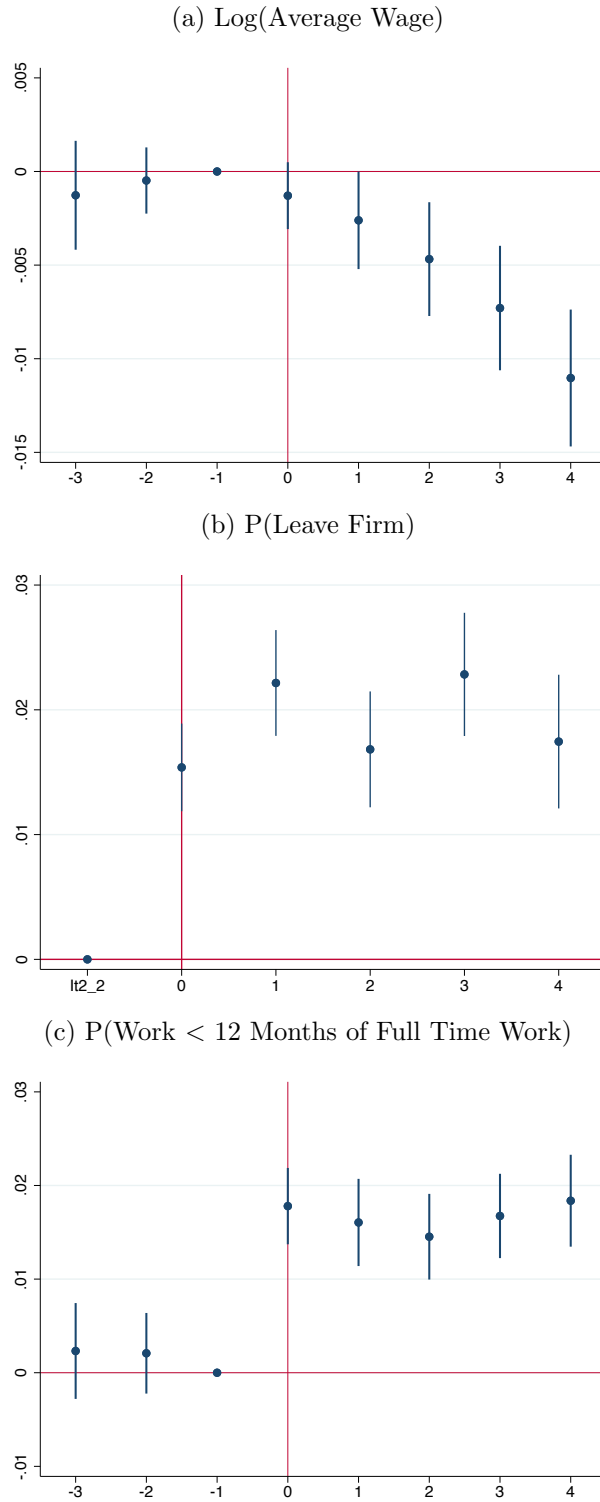 (a) Log(Average Wage)
.005
0
-.005
-.01
-.015
-3 -2 -1 0 1 2 3 4
(b) P(Leave Firm)
.03
.02
.01
0
lt2_2 0 1 2 3 4
(c) P(Work < 12 Months of Full Time Work)
.03
.02
.01
0
-.01
-3 -2 -1 0 1 2 3 4